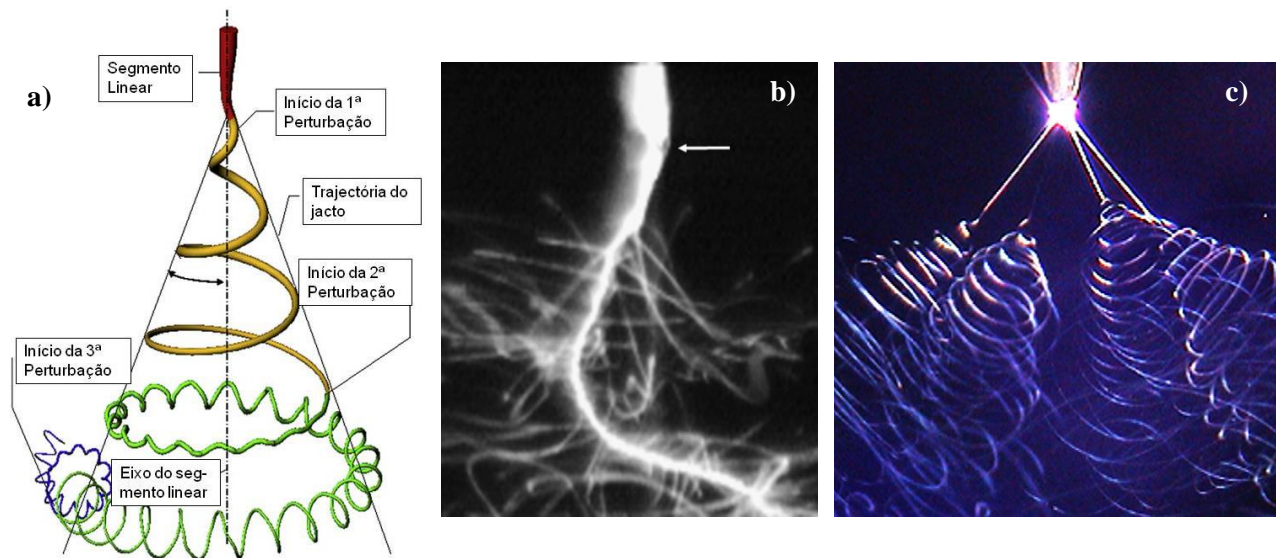 a)
Segmento
Linear
Início da 1ª
Perturbação
Trajectória do
jacto
Início da 2ª
Perturbação
Início da 3ª
Perturbação
Eixo do seg-
mento linear
b)
c)